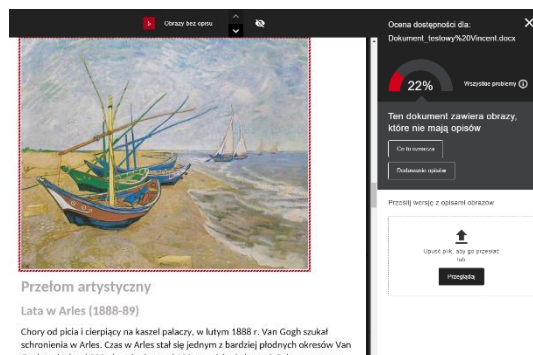 Obrazy bez opisu
Ocena dostępności dla:
Dokument_testowy%20Vincent.docx
22%
Wszystkie problemy
Ten dokument zawiera obrazy,
które nie mają opisów
Co to oznacza
Dodawanie opisów
Prześlij wersję z opisami obrazów
Upuść plik, aby go przesłać
lub
Przeglądaj
Przełom artystyczny
Lata w Arles (1888-89)
Chory od picia i cierpiący na kaszel palaczy, w lutym 1888 r. Van Gogh szukał
schronienia w Arles. Czas w Arles stał się jednym z bardziej płodnych okresów Van